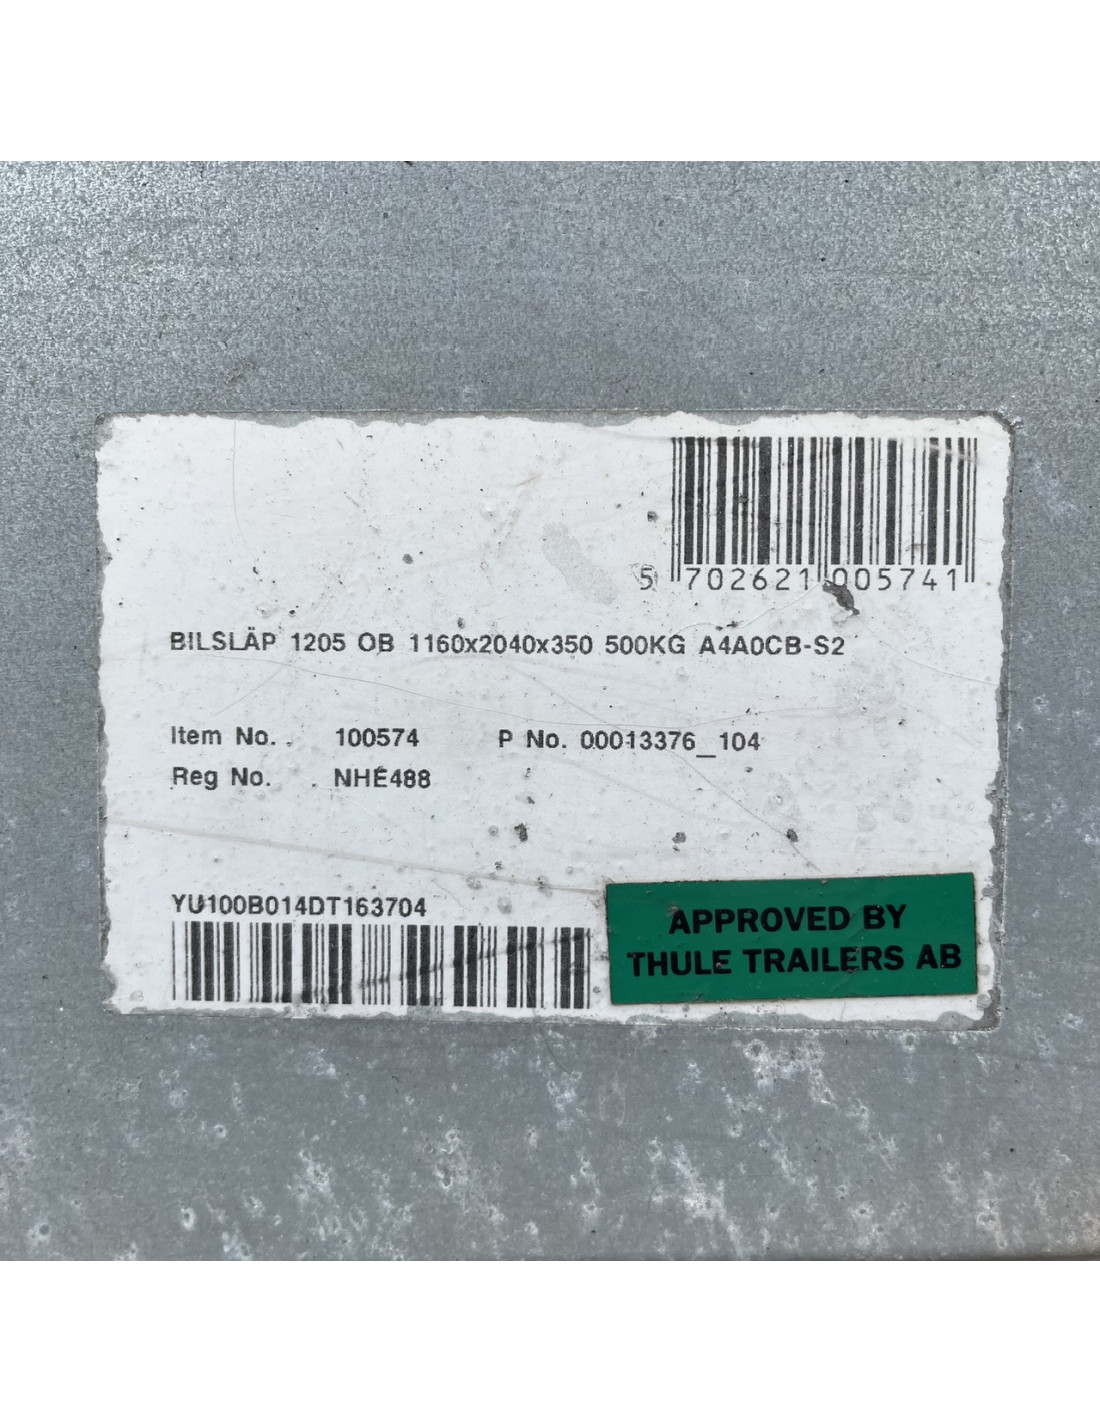 5 702621 005741
BILSLÄP 1205 OB 1160x2040x350 500KG A4A0CB-S2
Item No. 100574 P No. 00013376_104
Reg No. NHE488
YU100B014DT163704
APPROVED BY
THULE TRAILERS AB